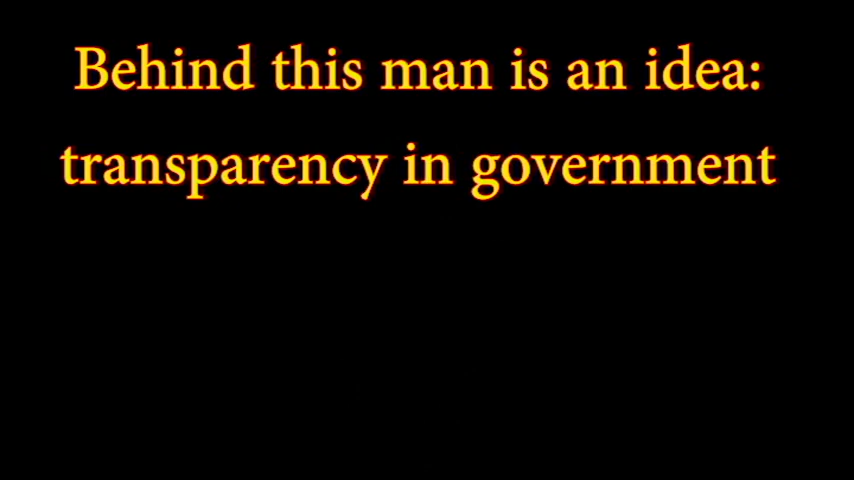 Behind this man is an idea:
transparency in government